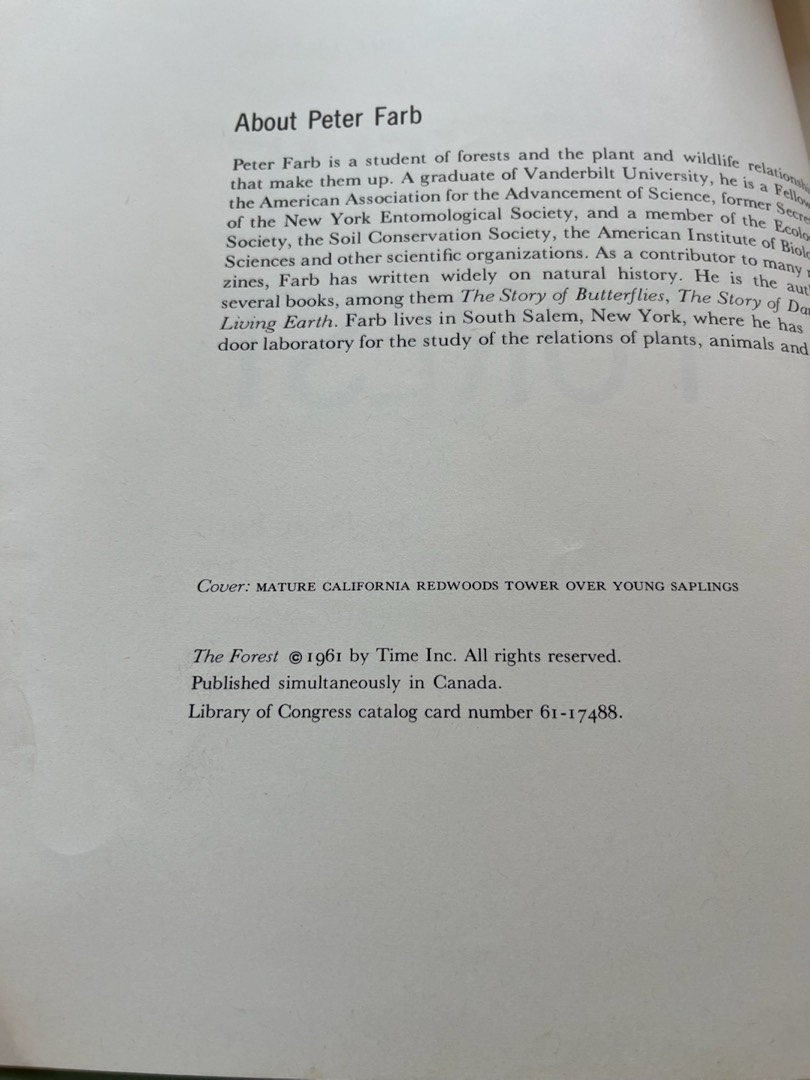 About Peter Farb
Peter Farb is a student of forests and the plant and wildlife relationsh
that make them up. A graduate of Vanderbilt University, he is a Fellow
the American Association for the Advancement of Science, former Secre
of the New York Entomological Society, and a member of the Ecolo
Society, the Soil Conservation Society, the American Institute of Biolo
Sciences and other scientific organizations. As a contributor to many
zines, Farb has written widely on natural history. He is the aut
several books, among them The Story of Butterflies, The Story of Da
Living Earth. Farb lives in South Salem, New York, where he has
door laboratory for the study of the relations of plants, animals and
Cover: MATURE CALIFORNIA REDWOODS TOWER OVER YOUNG SAPLINGS
The Forest © 1961 by Time Inc. All rights reserved.
Published simultaneously in Canada.
Library of Congress catalog card number 61-17488.